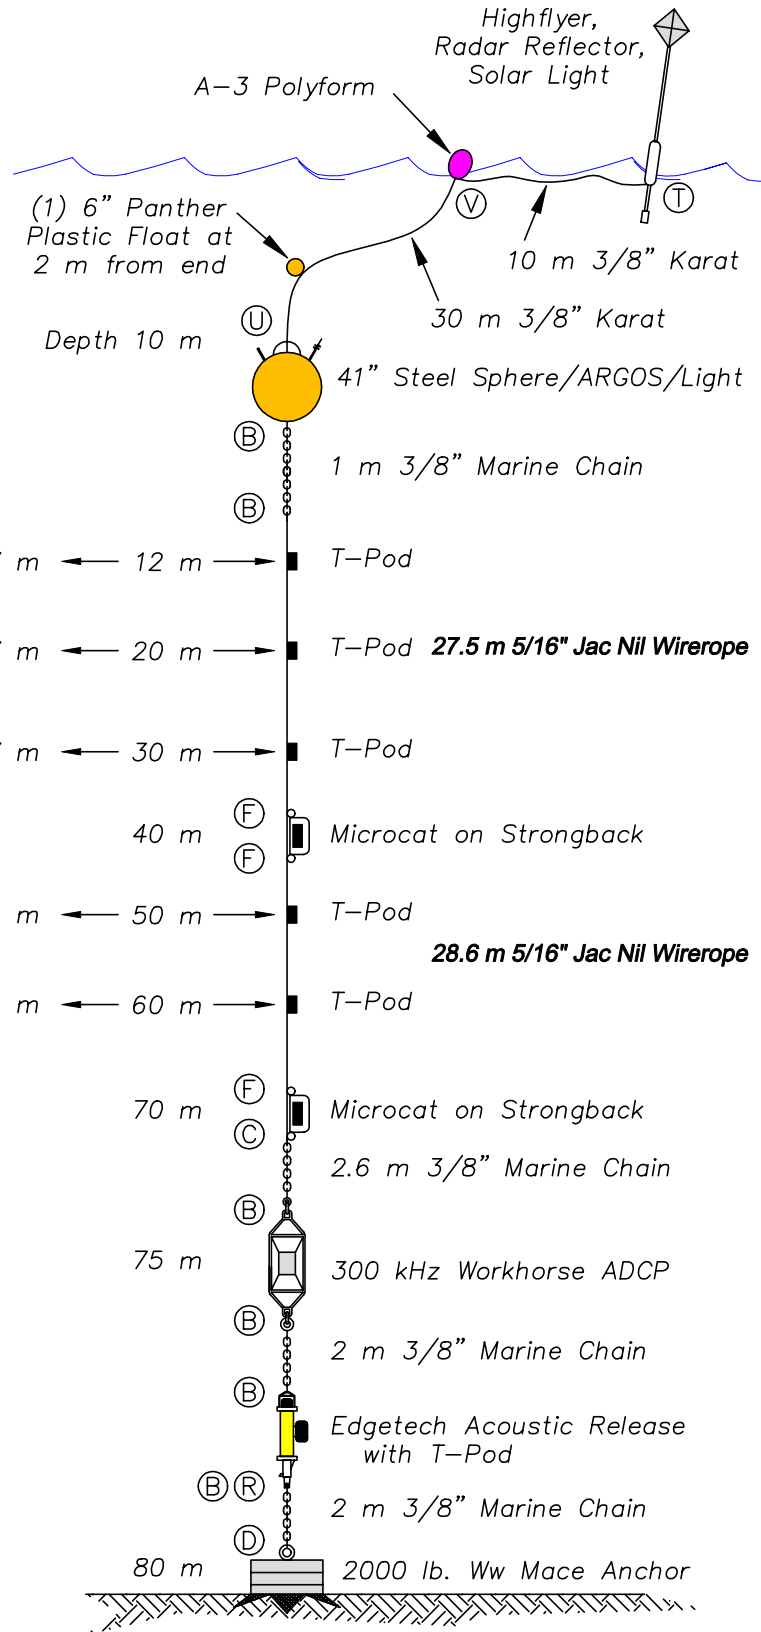 Highflyer,
Radar Reflector,
Solar Light
A-3 Polyform
(1) 6" Panther
Plastic Float at
2 m from end
V
T
10 m 3/8" Karat
30 m 3/8" Karat
U
Depth 10 m
41" Steel Sphere/ARGOS/Light
B
1 m 3/8" Marine Chain
B
m 12 m T-Pod
m 20 m T-Pod 27.5 m 5/16" Jac Nil Wirerope
m 30 m T-Pod
F
40 m Microcat on Strongback
F
m 50 m T-Pod
28.6 m 5/16" Jac Nil Wirerope
m 60 m T-Pod
F
70 m Microcat on Strongback
C
2.6 m 3/8" Marine Chain
B
75 m 300 kHz Workhorse ADCP
B
2 m 3/8" Marine Chain
B
Edgetech Acoustic Release
with T-Pod
B R
2 m 3/8" Marine Chain
D
80 m 2000 lb. Ww Mace Anchor